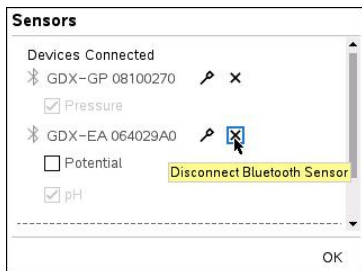 Sensors
Devices Connected
GDX-GP 08100270
Pressure
GDX-EA 064029A0
Potential
Disconnect Bluetooth Sensor
pH
OK